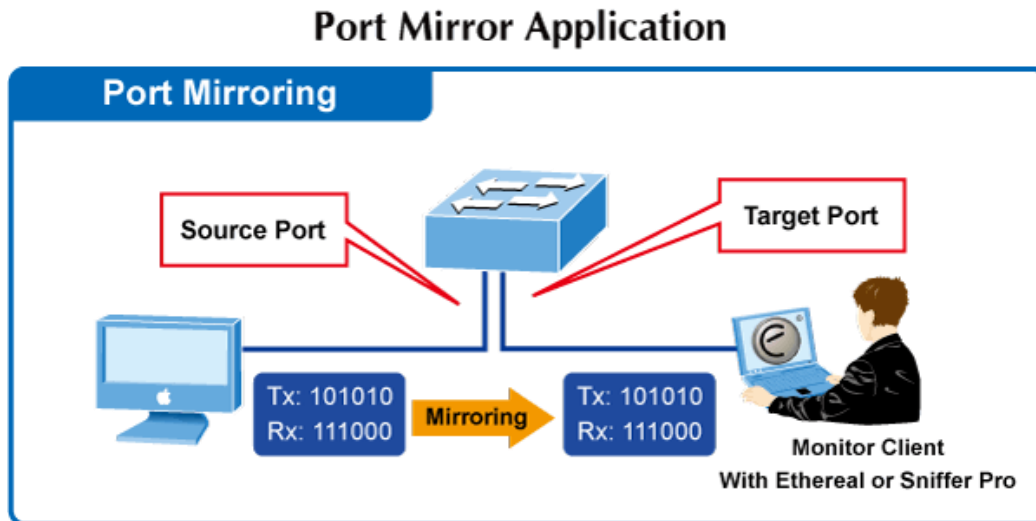 Port Mirror Application
Port Mirroring
Source Port
Target Port
Tx: 101010
Rx: 111000
Mirroring
Tx: 101010
Rx: 111000
Monitor Client
With Ethereal or Sniffer Pro